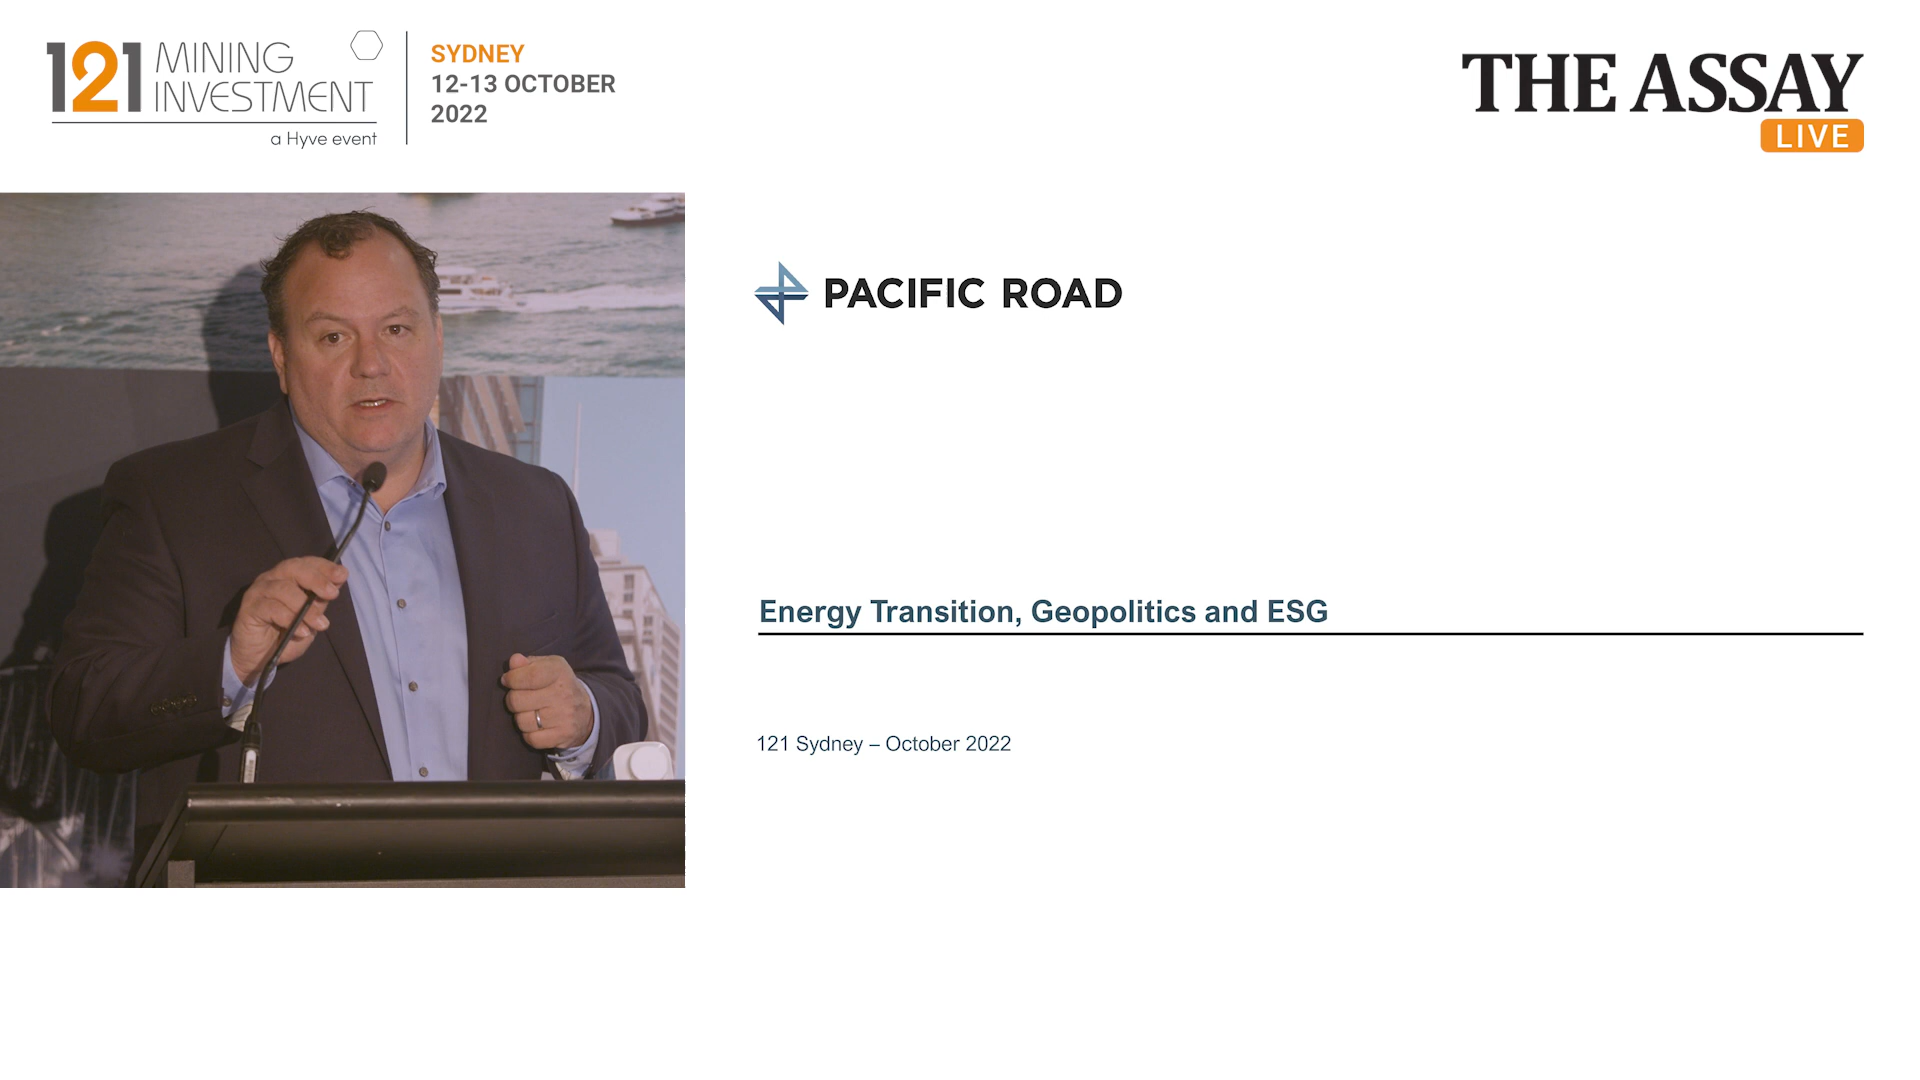 121 MINING
INVESTMENT
a Hyve event
SYDNEY
12-13 OCTOBER
2022
THE ASSAY
LIVE
PACIFIC ROAD
Energy Transition, Geopolitics and ESG
121 Sydney – October 2022